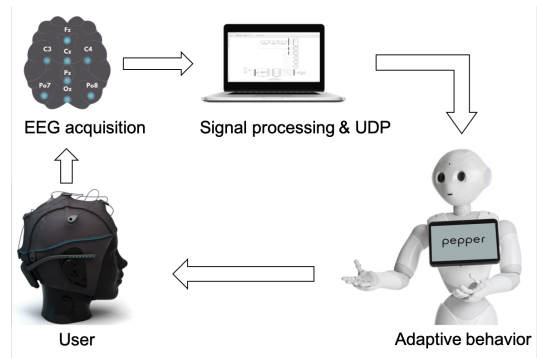 Fz
C3 Cz C4
Pz
Po7 Oz Po8
EEG acquisition
Signal processing & UDP
pepper
User
Adaptive behavior